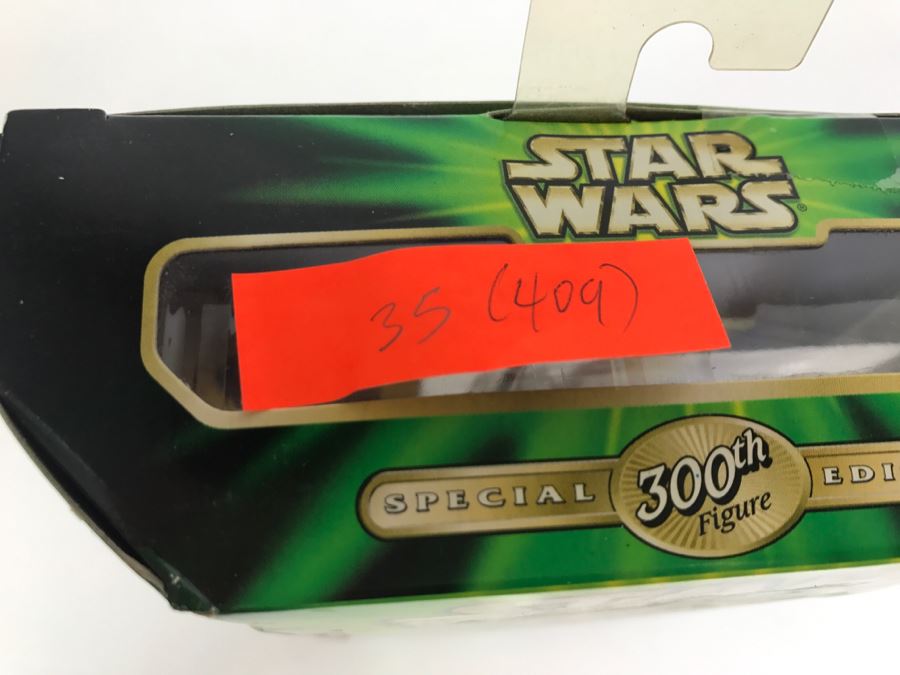 STAR
WARS®
35 (409)
SPECIAL 300th Figure EDI